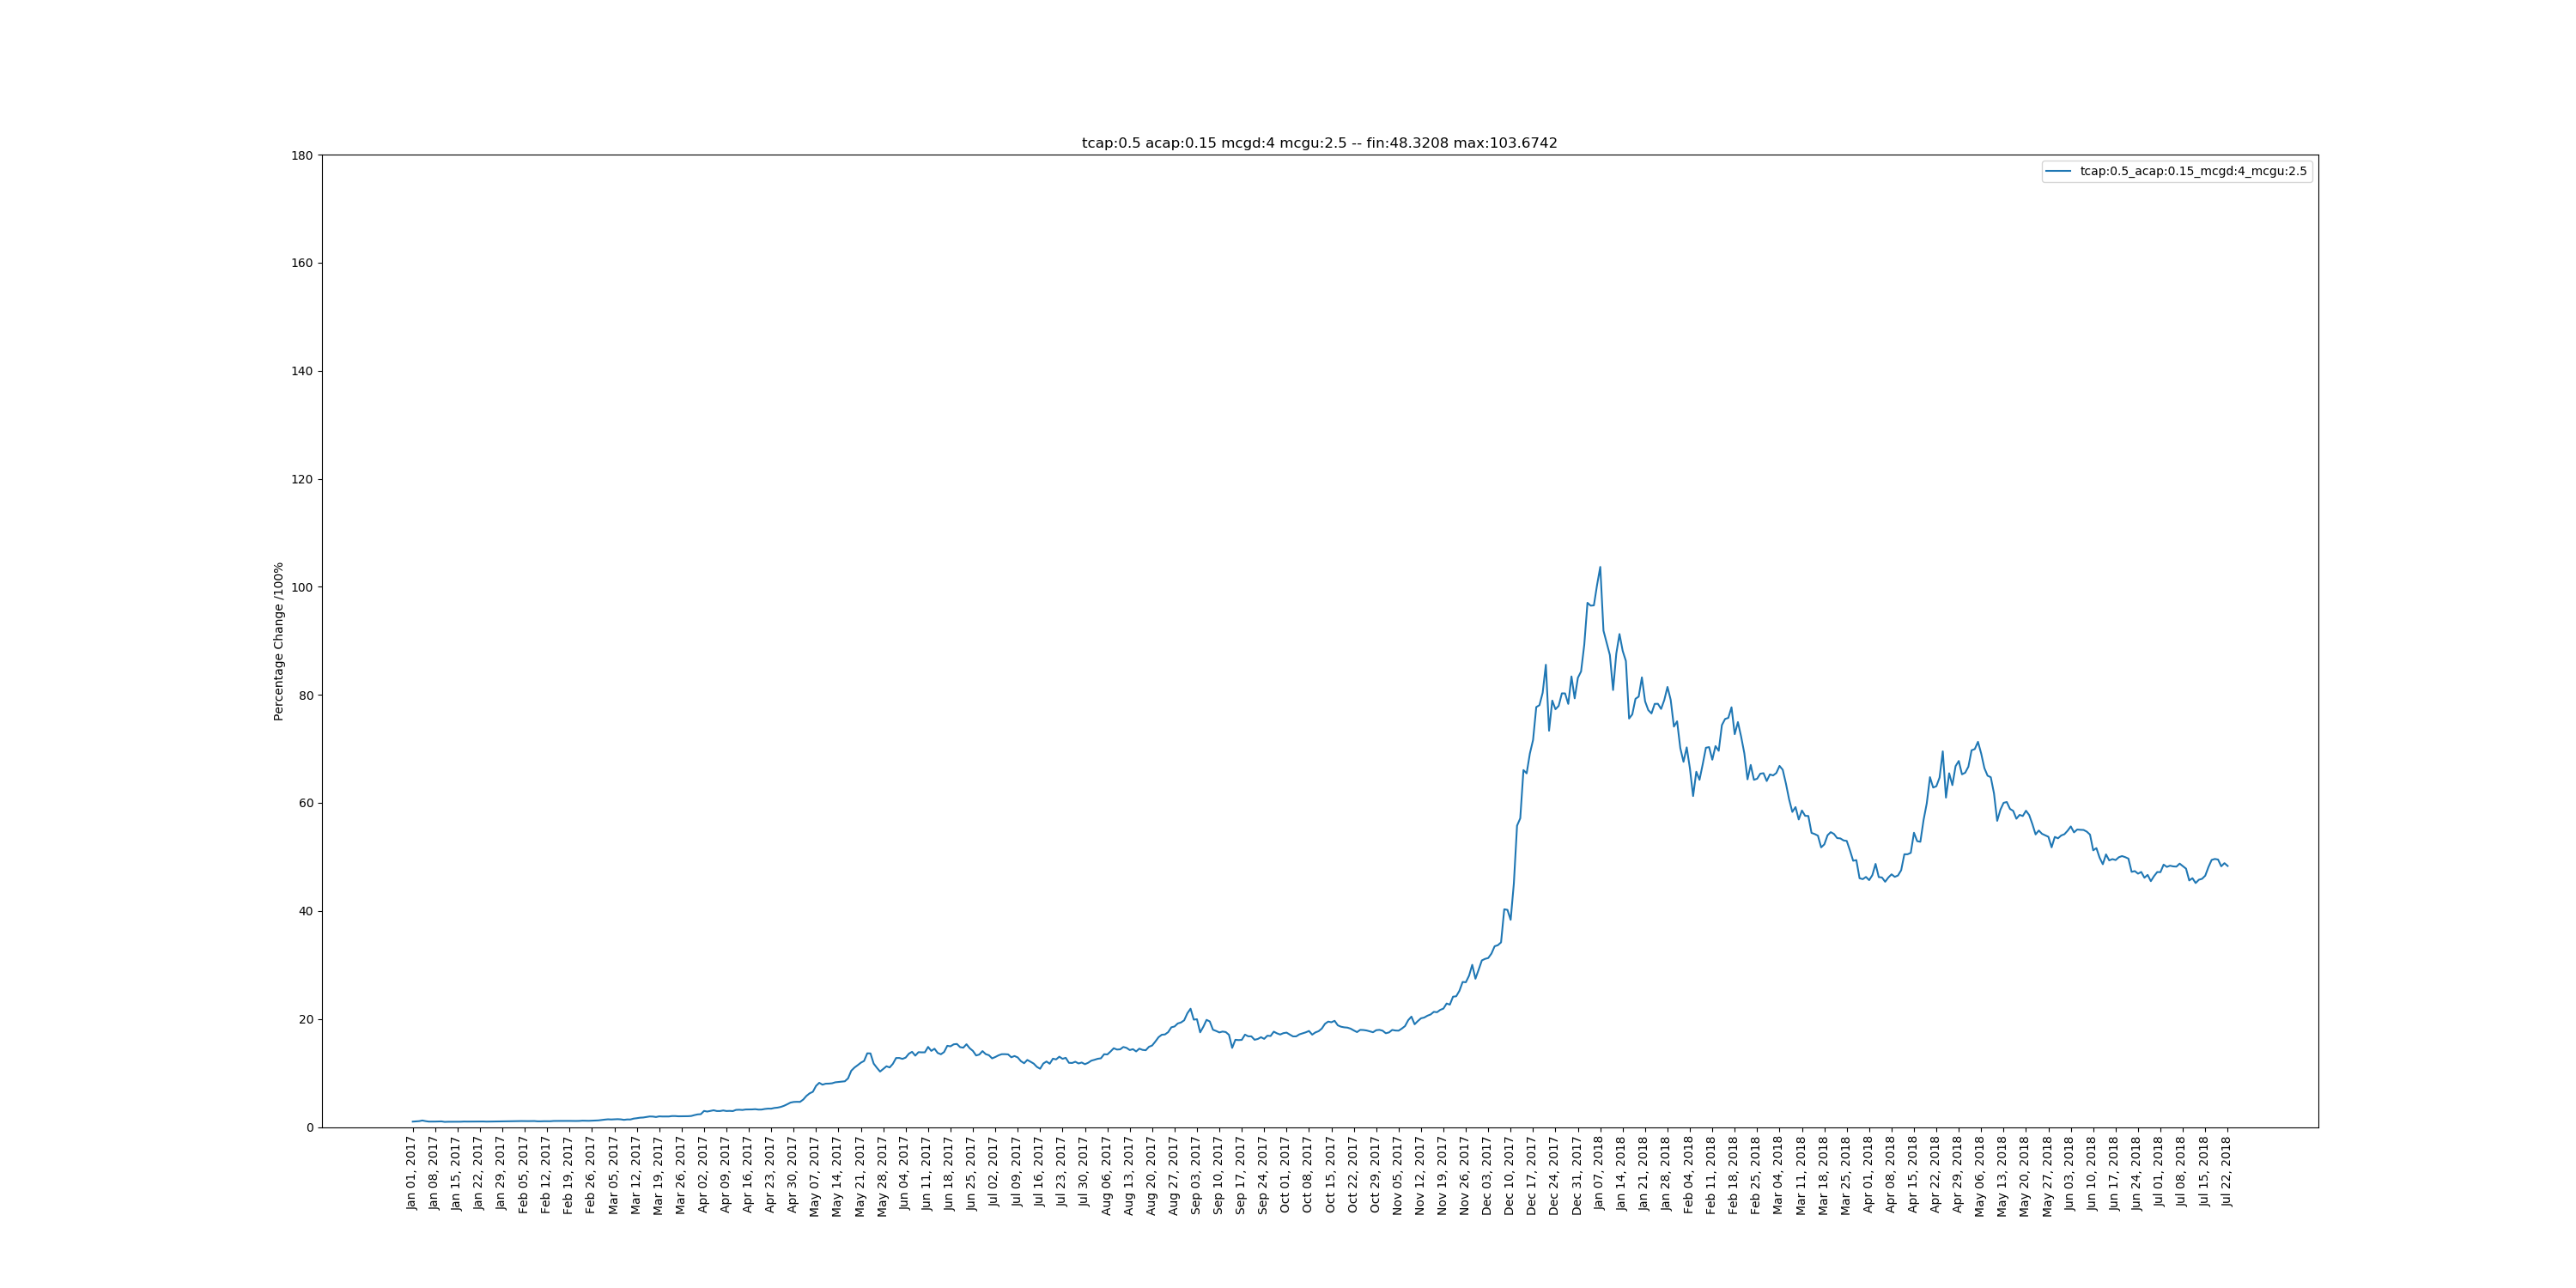 tcap:0.5 acap:0.15 mcgd:4 mcgu:2.5 -- fin:48.3208 max:103.6742
tcap:0.5_acap:0.15_mcgd:4_mcgu:2.5
Percentage Change /100%
180
160
140
120
100
80
60
40
20
0
Jan 01, 2017
Jan 08, 2017
Jan 15, 2017
Jan 22, 2017
Jan 29, 2017
Feb 05, 2017
Feb 12, 2017
Feb 19, 2017
Feb 26, 2017
Mar 05, 2017
Mar 12, 2017
Mar 19, 2017
Mar 26, 2017
Apr 02, 2017
Apr 09, 2017
Apr 16, 2017
Apr 23, 2017
Apr 30, 2017
May 07, 2017
May 14, 2017
May 21, 2017
May 28, 2017
Jun 04, 2017
Jun 11, 2017
Jun 18, 2017
Jun 25, 2017
Jul 02, 2017
Jul 09, 2017
Jul 16, 2017
Jul 23, 2017
Jul 30, 2017
Aug 06, 2017
Aug 13, 2017
Aug 20, 2017
Aug 27, 2017
Sep 03, 2017
Sep 10, 2017
Sep 17, 2017
Sep 24, 2017
Oct 01, 2017
Oct 08, 2017
Oct 15, 2017
Oct 22, 2017
Oct 29, 2017
Nov 05, 2017
Nov 12, 2017
Nov 19, 2017
Nov 26, 2017
Dec 03, 2017
Dec 10, 2017
Dec 17, 2017
Dec 24, 2017
Dec 31, 2017
Jan 07, 2018
Jan 14, 2018
Jan 21, 2018
Jan 28, 2018
Feb 04, 2018
Feb 11, 2018
Feb 18, 2018
Feb 25, 2018
Mar 04, 2018
Mar 11, 2018
Mar 18, 2018
Mar 25, 2018
Apr 01, 2018
Apr 08, 2018
Apr 15, 2018
Apr 22, 2018
Apr 29, 2018
May 06, 2018
May 13, 2018
May 20, 2018
May 27, 2018
Jun 03, 2018
Jun 10, 2018
Jun 17, 2018
Jun 24, 2018
Jul 01, 2018
Jul 08, 2018
Jul 15, 2018
Jul 22, 2018